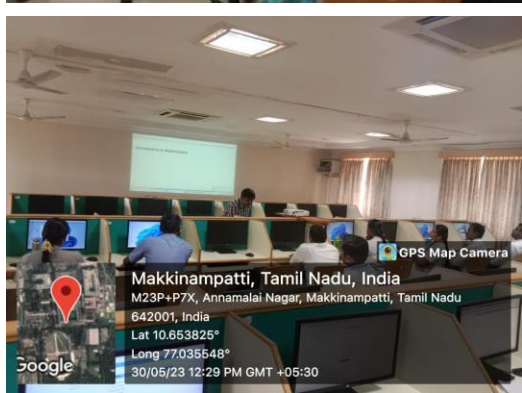 GPS Map Camera
Makkinampatti, Tamil Nadu, India
M23P+P7X, Annamalai Nagar, Makkinampatti, Tamil Nadu
642001, India
Lat 10.653825°
Long 77.035548°
30/05/23 12:29 PM GMT +05:30
Google